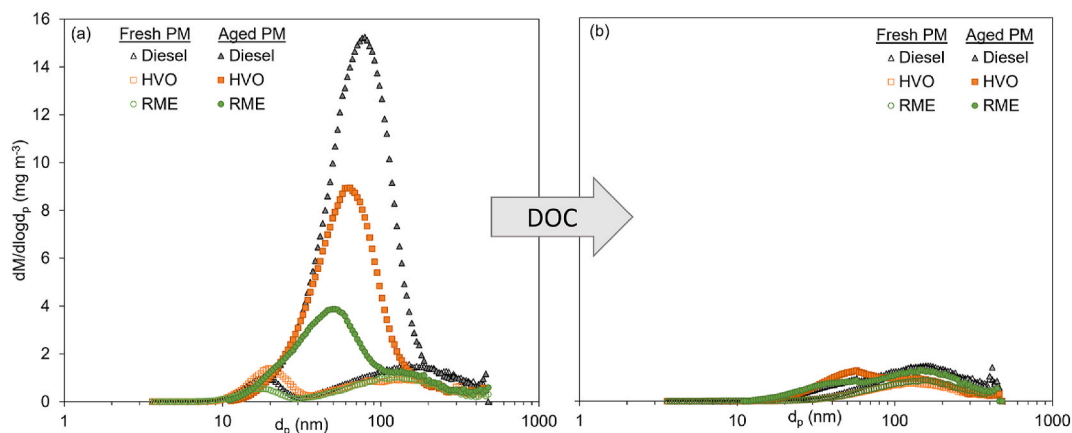 (a)
Fresh PM Aged PM
Diesel Diesel
HVO HVO
RME RME
16
14
12
10
8
6
4
2
0
dM/dlogdp (mg m-3)
1 10 100 1000
dp (nm)
DOC
(b)
Fresh PM Aged PM
Diesel Diesel
HVO HVO
RME RME
1 10 100 1000
dp (nm)